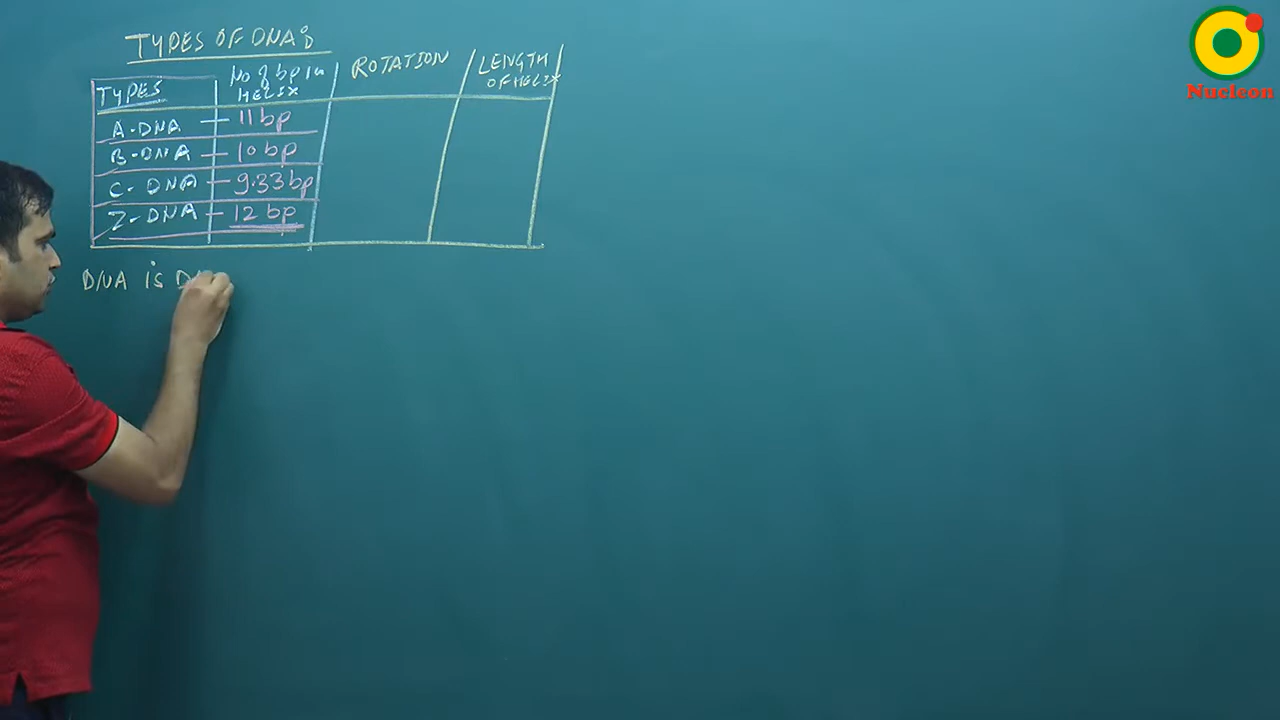 TYPES OF DNA:
TYPES No of bp in HELIX ROTATION LENGTH OF HELIX
A-DNA - 11 bp
B-DNA - 10 bp
C-DNA - 9.33 bp
Z-DNA - 12 bp
DNA is
Nucleon